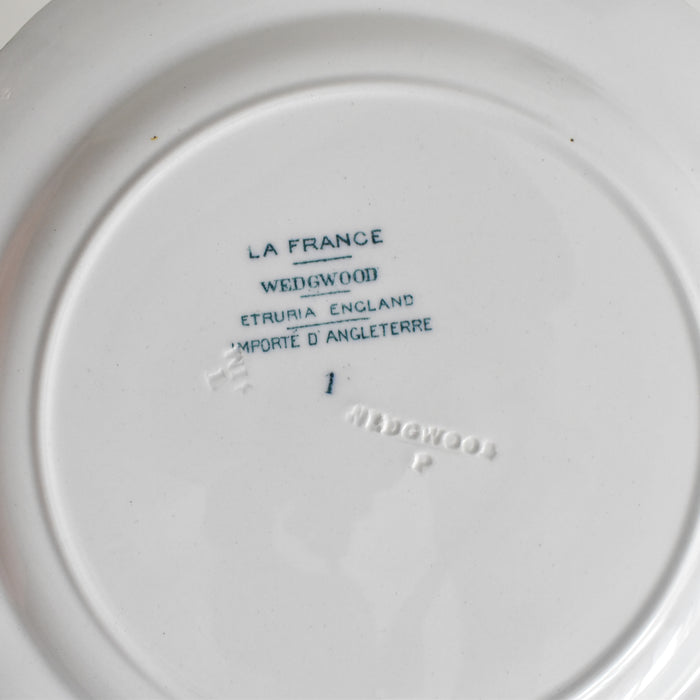 LA FRANCE
WEDGWOOD
ETRURIA ENGLAND
IMPORTÉ D'ANGLETERRE
1
WEDGWOOD
P